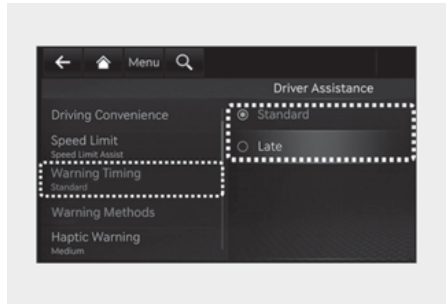 Menu
Driver Assistance
Driving Convenience
Speed Limit
Speed Limit Assist
Warning Timing
Standard
Warning Methods
Haptic Warning
Medium
Standard
Late